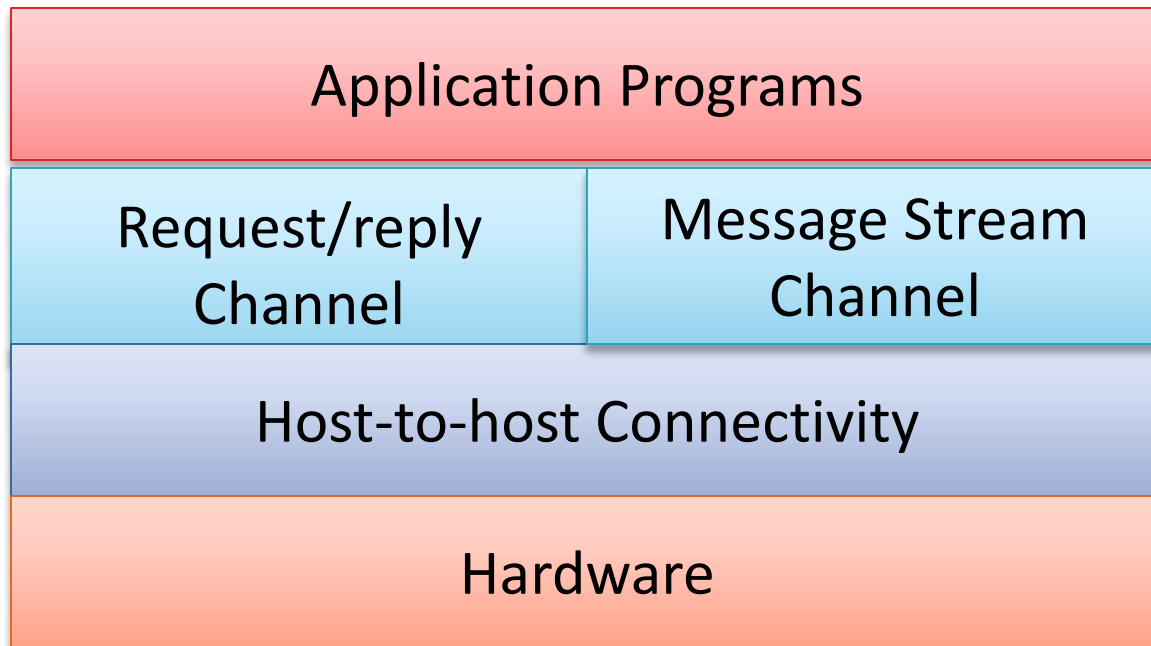 Application Programs
Request/reply
Channel
Message Stream
Channel
Host-to-host Connectivity
Hardware